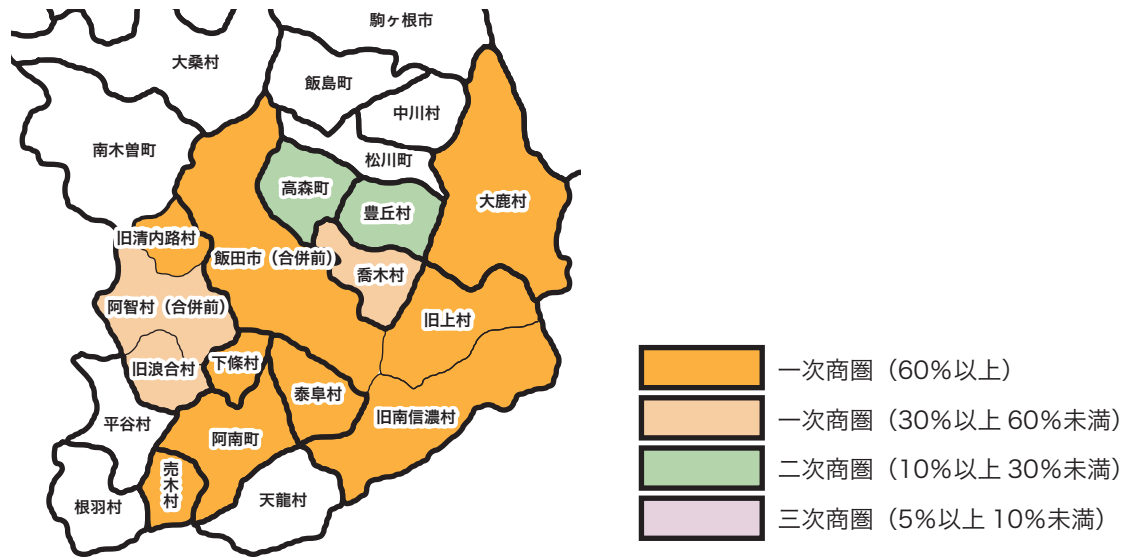 駒ヶ根市
大桑村
飯島町
中川村
南木曽町
松川町
高森町
大鹿村
豊丘村
旧清内路村
飯田市（合併前）
喬木村
阿智村（合併前）
旧上村
下條村
旧浪合村
泰阜村
旧南信濃村
平谷村
阿南町
売木村
根羽村
天龍村
一次商圏（60%以上）
一次商圏（30%以上 60%未満）
二次商圏（10%以上 30%未満）
三次商圏（5%以上 10%未満）